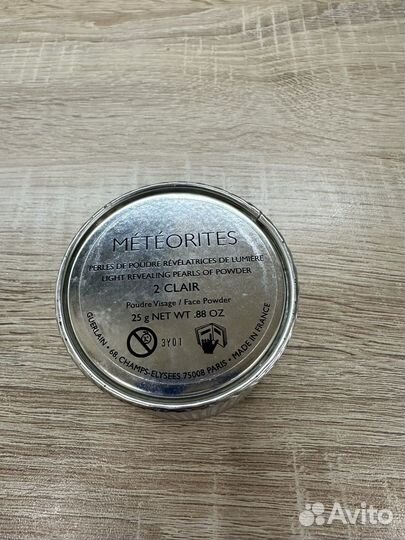 MÉTÉORITES
PERLES DE POUDRE RÉVÉLATRICES DE LUMIÈRE
LIGHT REVEALING PEARLS OF POWDER
2 CLAIR
Poudre Visage / Face Powder
25 g NET WT .88 OZ
3Y01
GUERLAIN • 68, CHAMPS-ELYSEES 75008 PARIS • MADE IN FRANCE
Avito